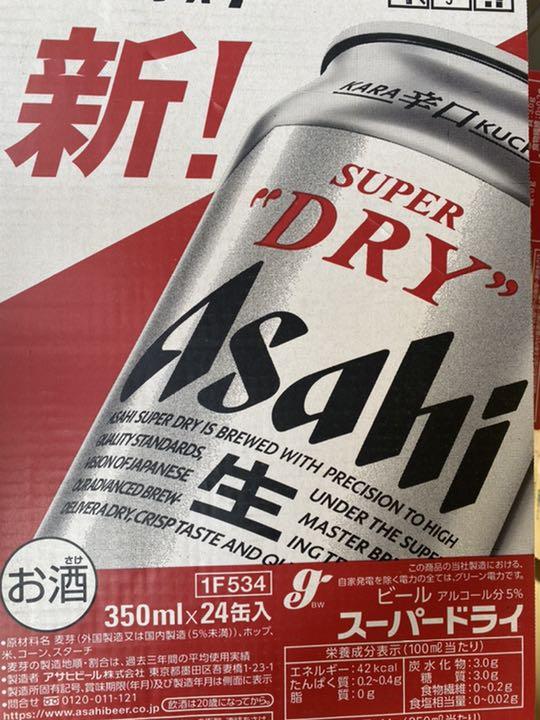 新!
KARA 辛口
SUPER
“DRY”
Asahi
ASAHI SUPER DRY IS BREWED WITH PRECISION TO HIGH
QUALITY STANDARDS,
UNDER THE SUPER
VISION OF JAPANESE
MASTER
OUR ADVANCED BREW-
生
DELIVER A DRY, CRISP TASTE AND
お酒
さけ
1F534
350ml×24缶入
g
BW
この商品の当社製造における、
自家発電を除く電力の全ては、グリーン電力です。
ビール アルコール分5%
スーパードライ
•原材料名 麦芽(外国製造又は国内製造(5%未満))、ホップ、
米、コーン、スターチ
•麦芽の製造地順・割合は、過去三年間の平均使用実績
•製造者 アサヒビール株式会社 東京都墨田区吾妻橋1-23-1
•製造所固有記号、賞味期限(年月)及び製造年月は側面に表示
•問合せ 0120-011-121
https://www.asahibeer.co.jp
飲酒は20歳になってから。
栄養成分表示(100ml当たり)
エネルギー:42kcal
たんぱく質:0.2~0.4g
脂質:0g
炭水化物:3.0g
糖質:3.0g
食物繊維:0~0.2g
食塩相当量:0~0.02g